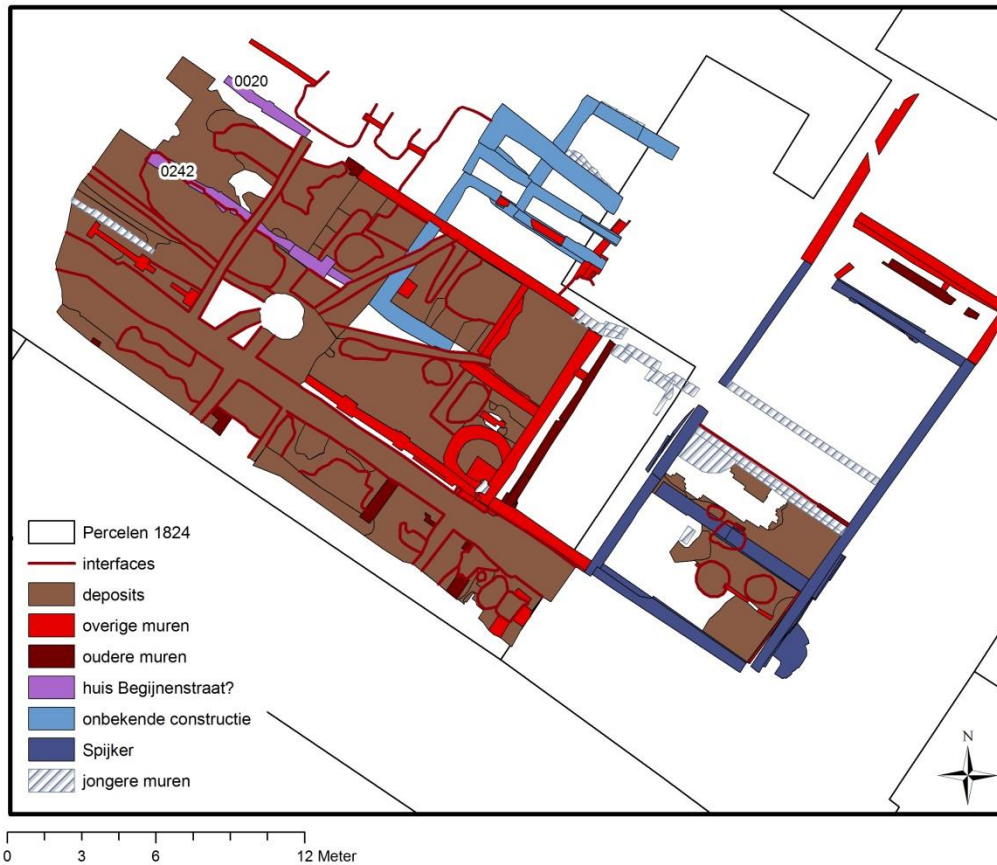 0020
0242
Percelen 1824
interfaces
deposits
overige muren
oudere muren
huis Begijnenstraat?
onbekende constructie
Spijker
jongere muren
N
0 3 6 12 Meter